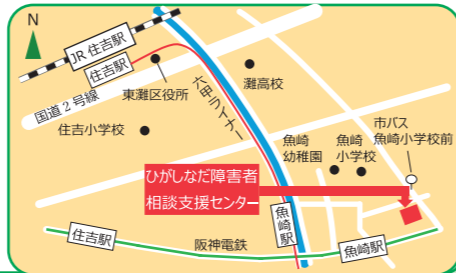 N
JR 住吉駅
住吉駅
国道2号線
東灘区役所
六甲ライナー
灘高校
住吉小学校
魚崎
幼稚園
魚崎
小学校
市バス
魚崎小学校前
ひがしなだ障害者
相談支援センター
魚崎駅
住吉駅
阪神電鉄
魚崎駅